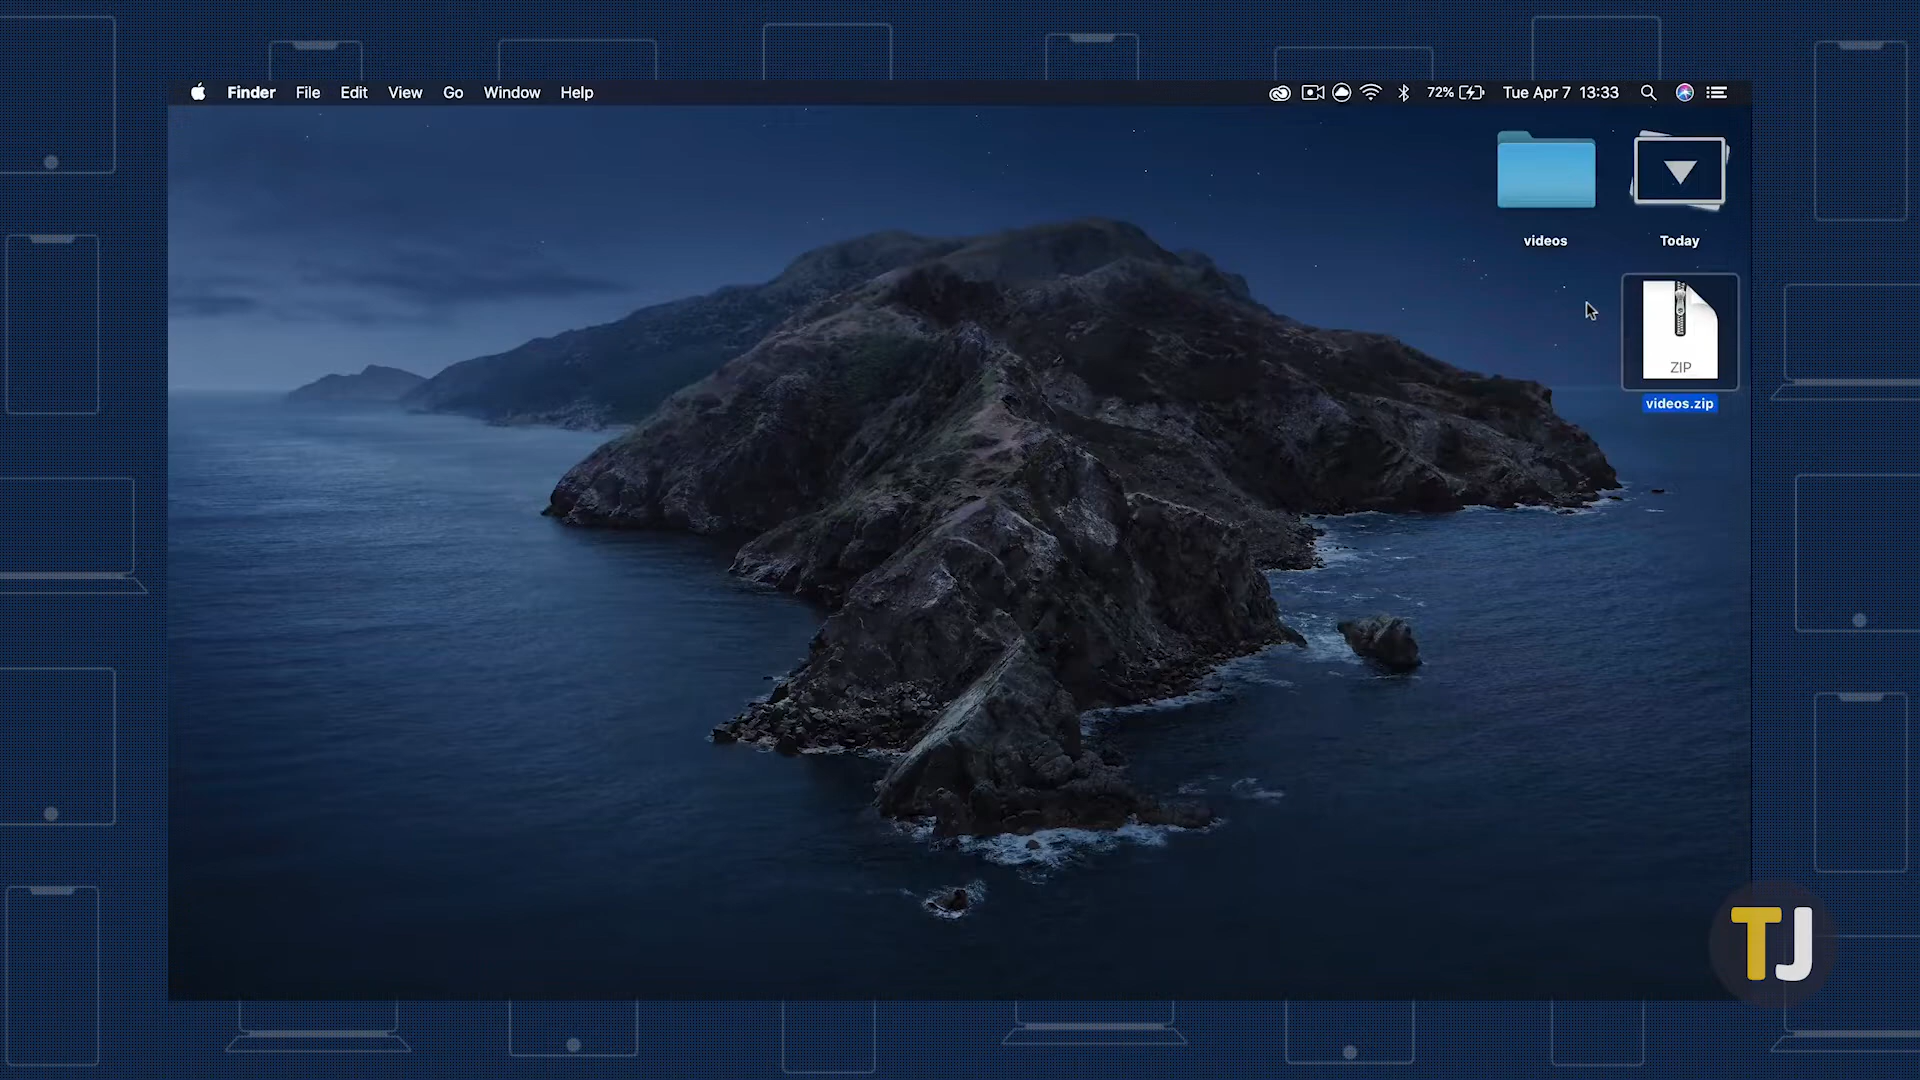 Finder File Edit View Go Window Help 72% Tue Apr 7 13:33
videos Today
ZIP
videos.zip
TJ